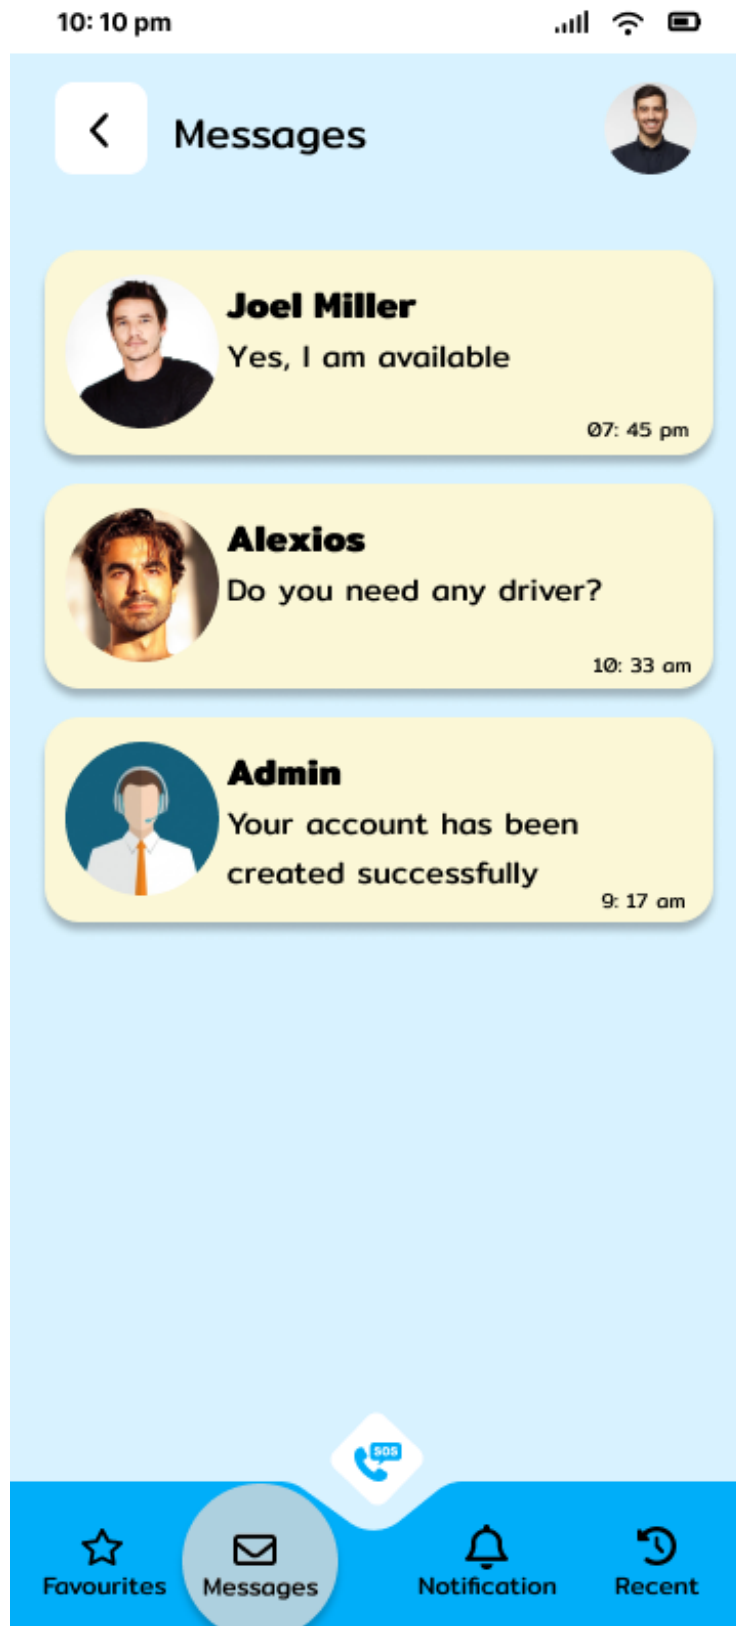 10: 10 pm
Messages
Joel Miller
Yes, I am available
07: 45 pm
Alexios
Do you need any driver?
10: 33 am
Admin
Your account has been
created successfully
9: 17 am
SOS
Favourites
Messages
Notification
Recent